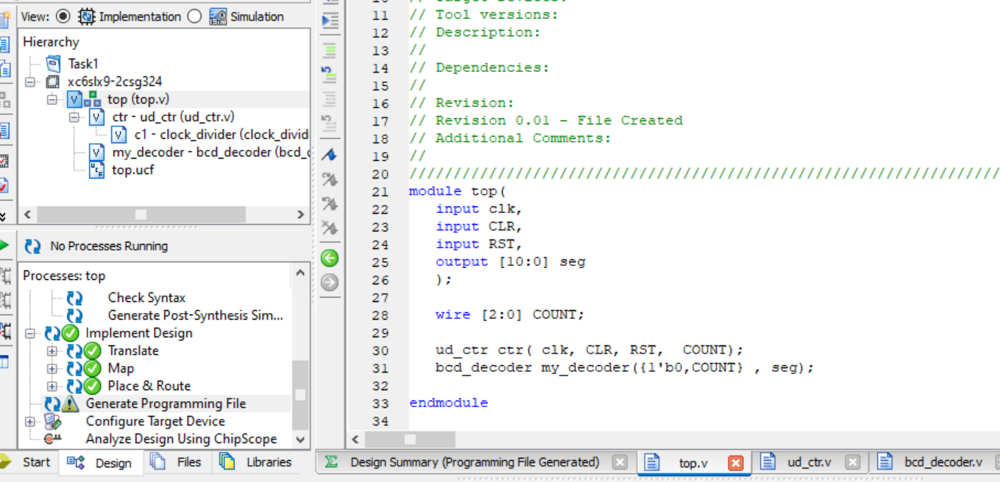 View: Implementation Simulation
Hierarchy
Task1
xc6slx9-2csg324
top (top.v)
ctr - ud_ctr (ud_ctr.v)
c1 - clock_divider (clock_divid
my_decoder - bcd_decoder (bcd_c
top.ucf
No Processes Running
Processes: top
Check Syntax
Generate Post-Synthesis Sim...
Implement Design
Translate
Map
Place & Route
Generate Programming File
Configure Target Device
Analyze Design Using ChipScope
Start Design Files Libraries
11 // Tool versions:
12 // Description:
13 //
14 // Dependencies:
15 //
16 // Revision:
17 // Revision 0.01 - File Created
18 // Additional Comments:
19 //
20 ///////////////////////////////////////////////////////////////////
21 module top(
22 input clk,
23 input CLR,
24 input RST,
25 output [10:0] seg
26 );
27
28 wire [2:0] COUNT;
29
30 ud_ctr ctr( clk, CLR, RST,  COUNT);
31 bcd_decoder my_decoder({1'b0,COUNT} , seg);
32
33 endmodule
34
Design Summary (Programming File Generated) top.v ud_ctr.v bcd_decoder.v